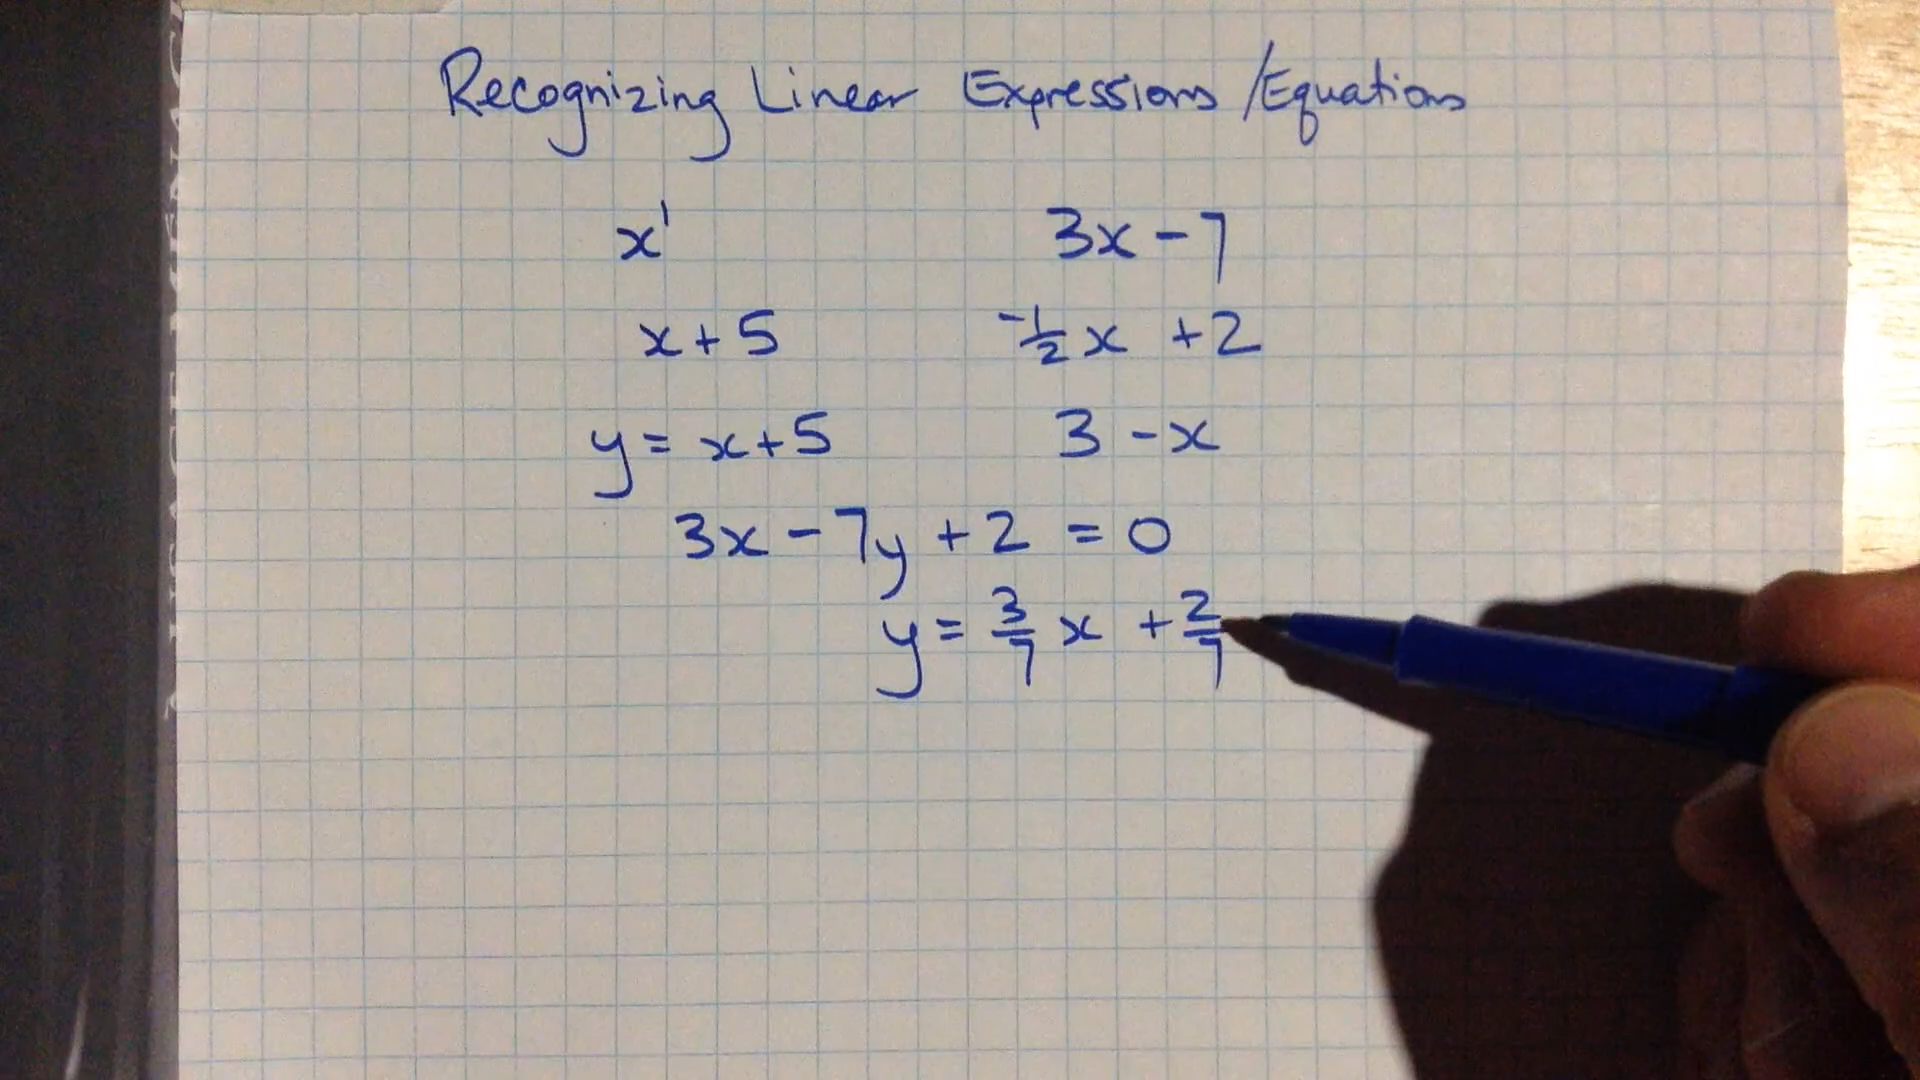 Recognizing Linear Expressions/Equations
x¹ 3x - 7
x + 5 -1/2 x + 2
y = x + 5 3 - x
3x - 7y + 2 = 0
y = 3/7 x + 2/7